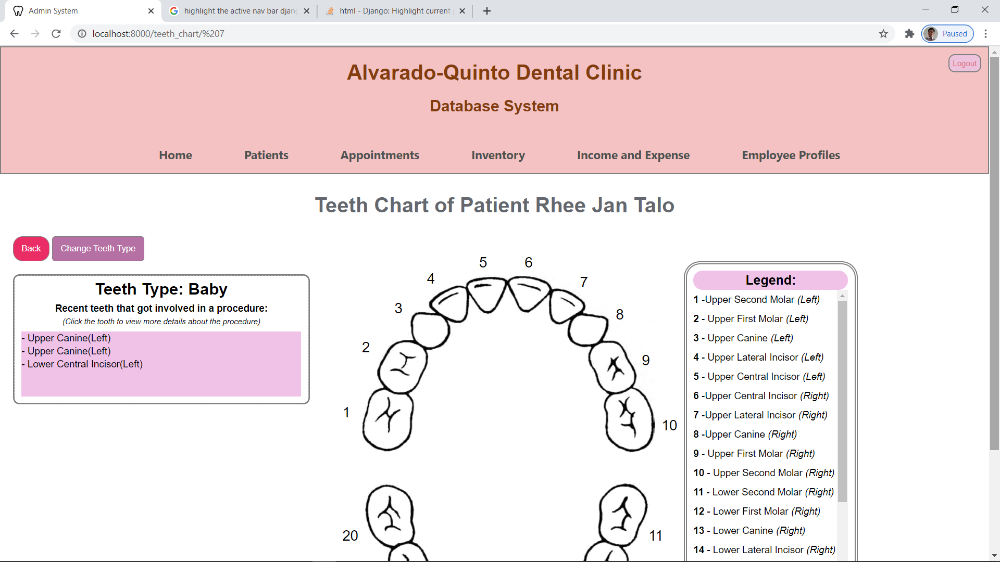 Admin System
highlight the active nav bar djang
html - Django: Highlight current
localhost:8000/teeth_chart/%207
Paused
Alvarado-Quinto Dental Clinic
Logout
Database System
Home Patients Appointments Inventory Income and Expense Employee Profiles
Teeth Chart of Patient Rhee Jan Talo
Back Change Teeth Type
Teeth Type: Baby
Recent teeth that got involved in a procedure:
(Click the tooth to view more details about the procedure)
- Upper Canine(Left)
- Upper Canine(Left)
- Lower Central Incisor(Left)
5 6
4 7
3 8
2 9
1 10
20 11
Legend:
1 -Upper Second Molar (Left)
2 - Upper First Molar (Left)
3 - Upper Canine (Left)
4 - Upper Lateral Incisor (Left)
5 - Upper Central Incisor (Left)
6 -Upper Central Incisor (Right)
7 -Upper Lateral Incisor (Right)
8 -Upper Canine (Right)
9 - Upper First Molar (Right)
10 - Upper Second Molar (Right)
11 - Lower Second Molar (Right)
12 - Lower First Molar (Right)
13 - Lower Canine (Right)
14 - Lower Lateral Incisor (Right)